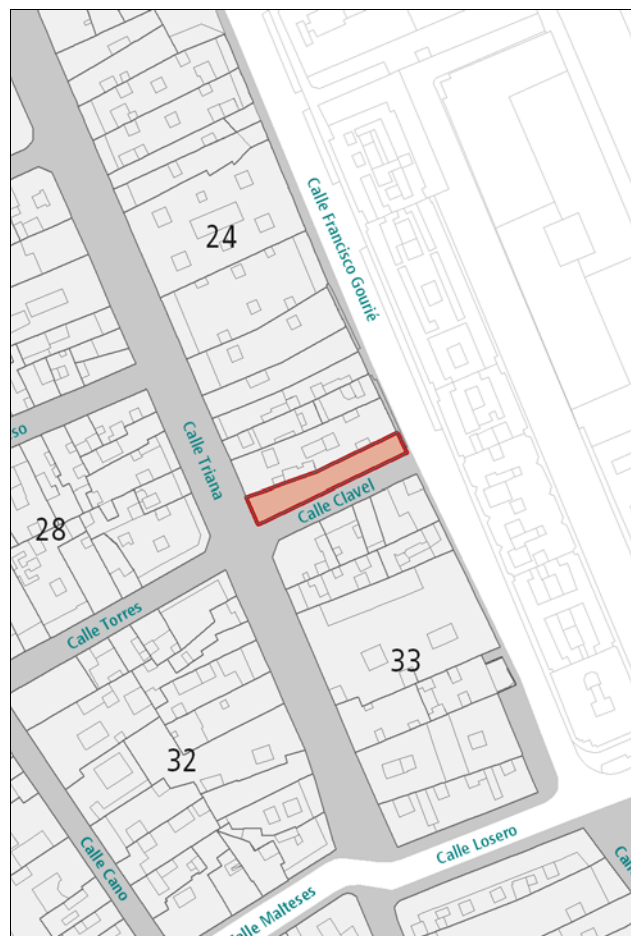 Calle Francisco Gourié
24
so
Calle Triana
Calle Clavel
28
Calle Torres
33
32
Calle Cano
Calle Losero
Calle Malteses